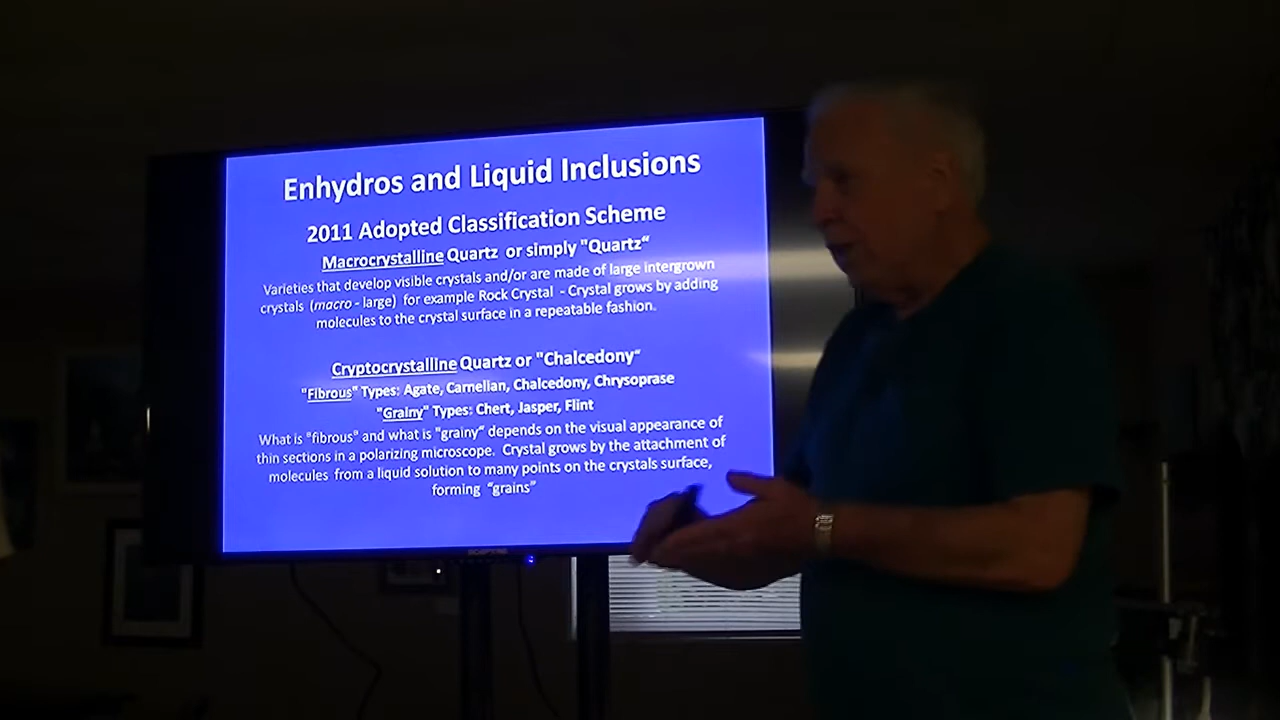 Enhydros and Liquid Inclusions
2011 Adopted Classification Scheme
Macrocrystalline Quartz or simply "Quartz“
Varieties that develop visible crystals and/or are made of large intergrown
crystals (macro - large) for example Rock Crystal - Crystal grows by adding
molecules to the crystal surface in a repeatable fashion.
Cryptocrystalline Quartz or "Chalcedony“
"Fibrous" Types: Agate, Carnelian, Chalcedony, Chrysoprase
"Grainy" Types: Chert, Jasper, Flint
What is "fibrous" and what is "grainy" depends on the visual appearance of
thin sections in a polarizing microscope. Crystal grows by the attachment of
molecules from a liquid solution to many points on the crystals surface,
forming "grains"
SCEPTRE